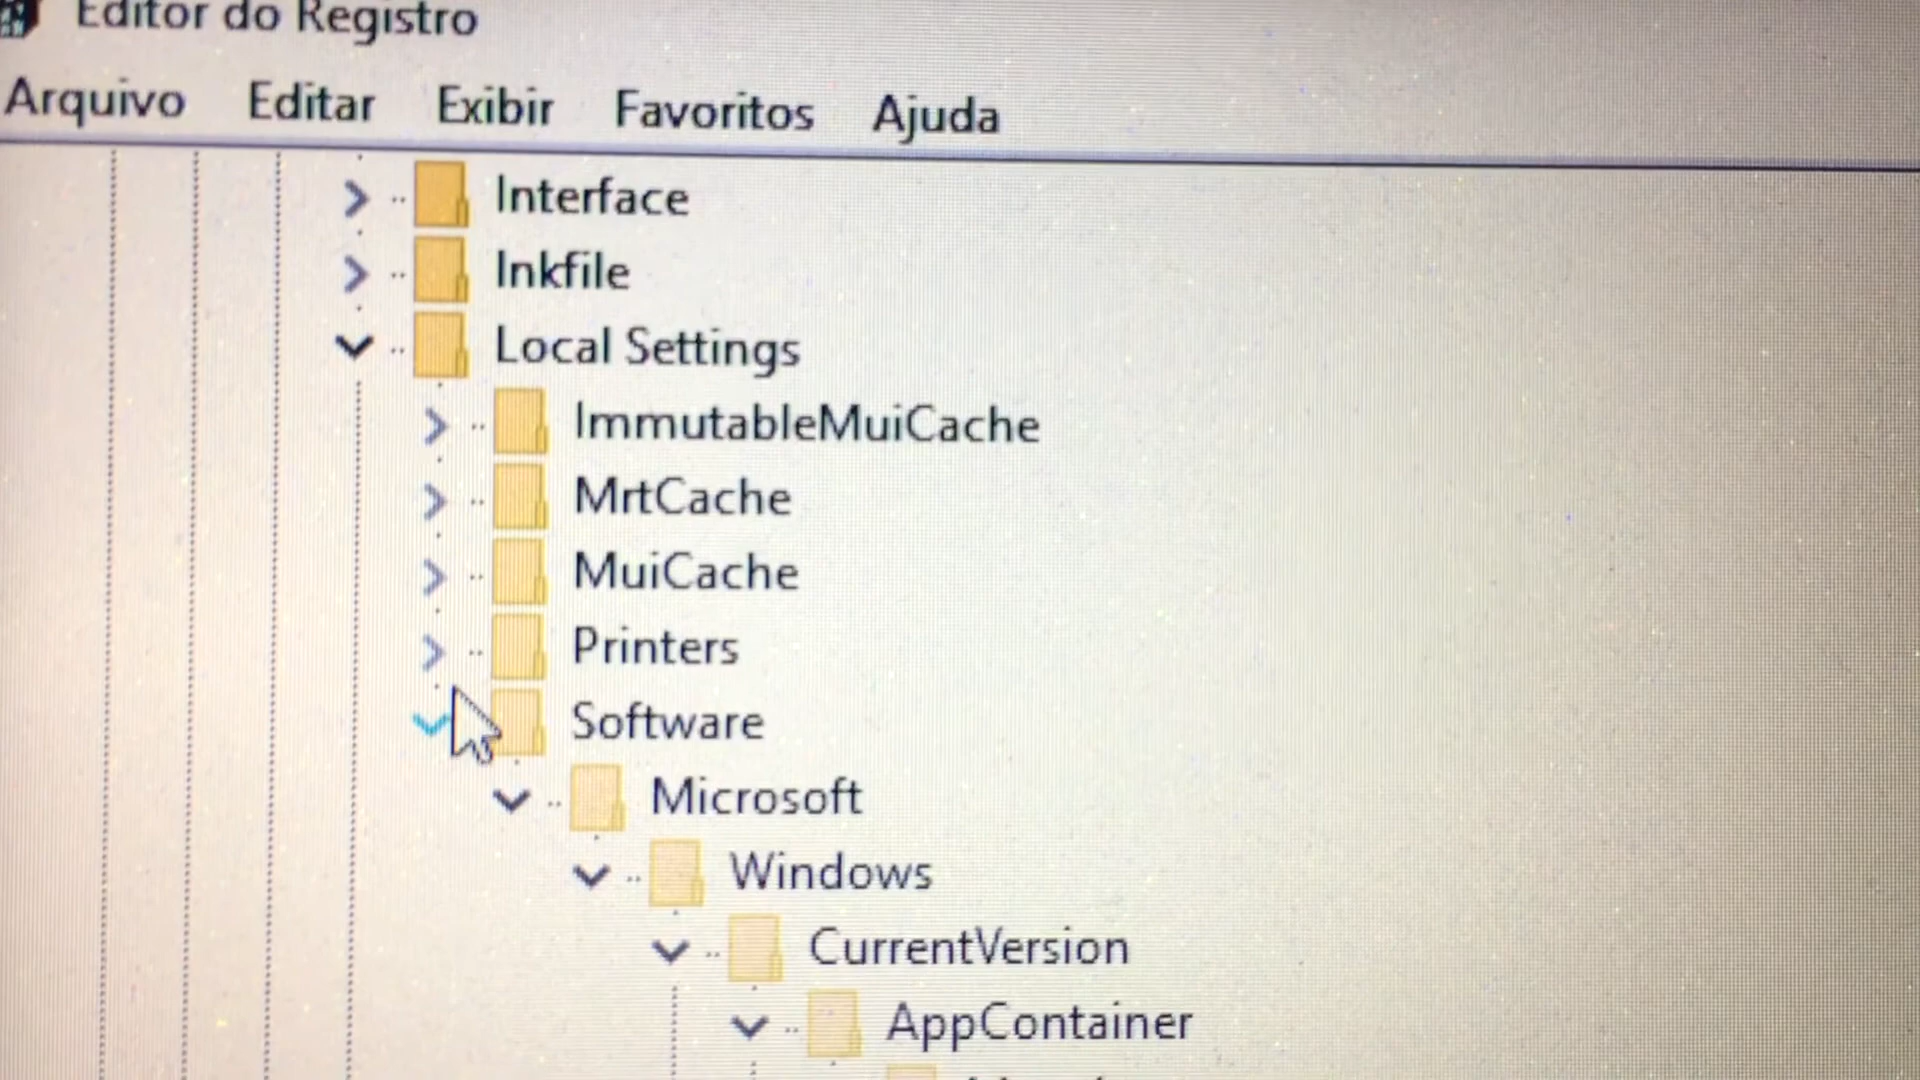 Editor do Registro
Arquivo Editar Exibir Favoritos Ajuda
Interface
lnkfile
Local Settings
ImmutableMuiCache
MrtCache
MuiCache
Printers
Software
Microsoft
Windows
CurrentVersion
AppContainer